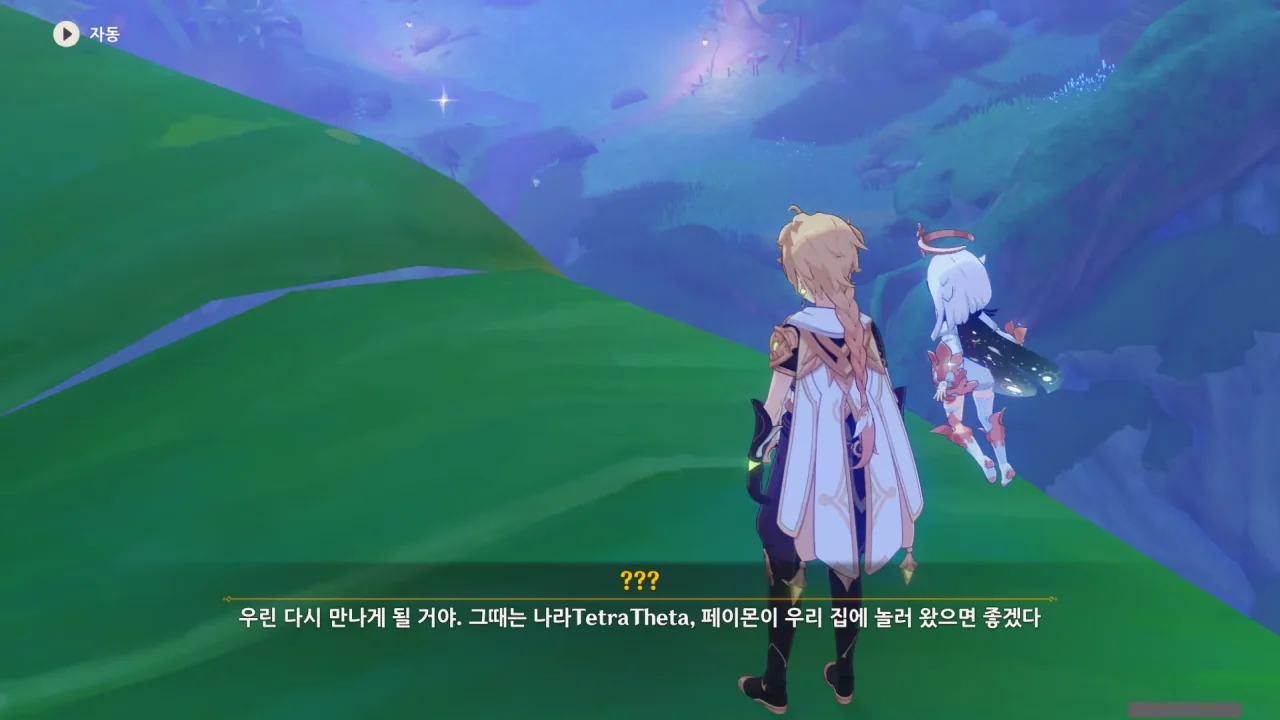 자동
???
우린 다시 만나게 될 거야. 그때는 나라TetraTheta, 페이몬이 우리 집에 놀러 왔으면 좋겠다